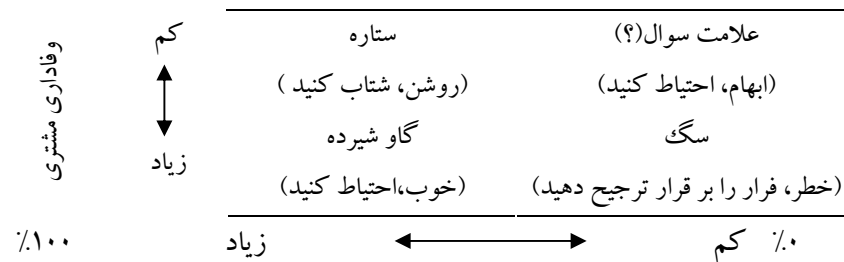 علامت سوال(؟) ستاره کم
(ابهام، احتیاط کنید) (روشن، شتاب کنید )
سگ گاو شیرده
زیاد
(خطر، فرار را بر قرار ترجیح دهید) (خوب،احتیاط کنید)
٪۰ کم زیاد ٪۱۰۰
وفاداری مشتری